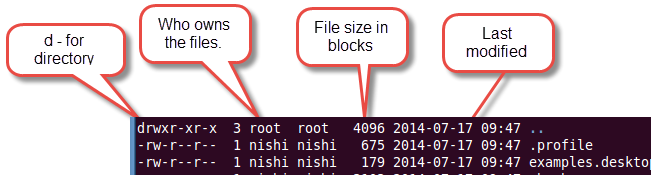 d - for
directory
Who owns
the files.
File size in
blocks
Last
modified
drwxr-xr-x 3 root root 4096 2014-07-17 09:47 ..
-rw-r--r-- 1 nishi nishi 675 2014-07-17 09:47 .profile
-rw-r--r-- 1 nishi nishi 179 2014-07-17 09:47 examples.desktop